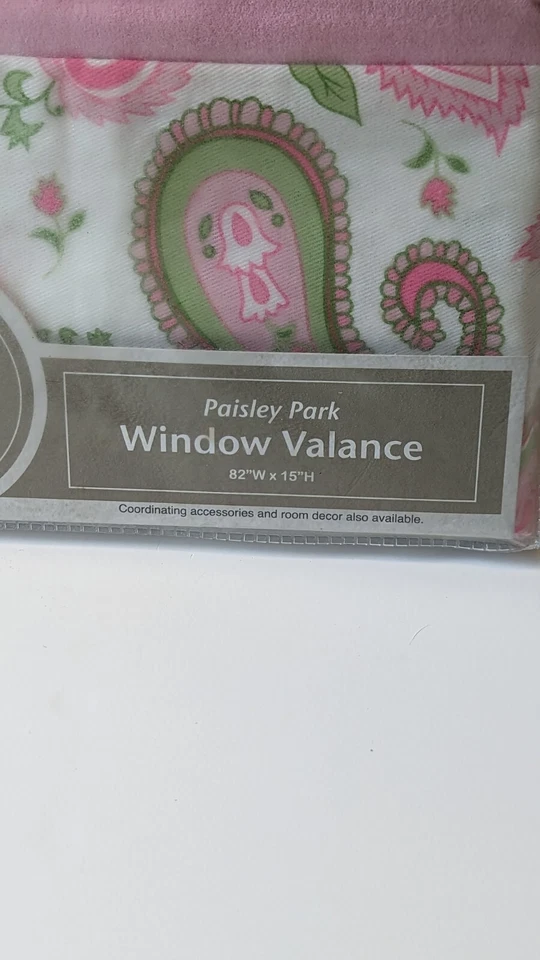 Paisley Park
Window Valance
82"W x 15"H
Coordinating accessories and room decor also available.